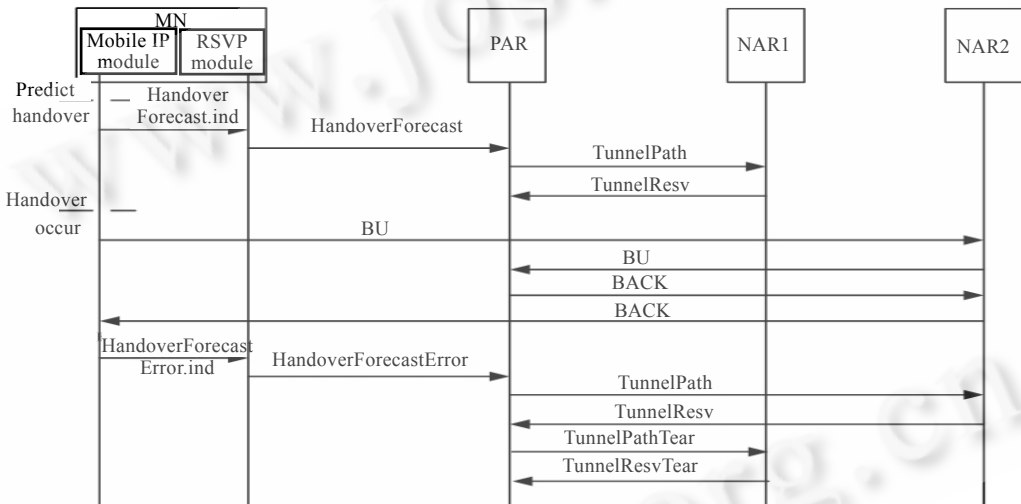 MN
Mobile IP
module
RSVP
module
PAR
NAR1
NAR2
Predict
handover
Handover
Forecast.ind
HandoverForecast
TunnelPath
TunnelResv
Handover
occur
BU
BU
BACK
BACK
HandoverForecast
Error.ind
HandoverForecastError
TunnelPath
TunnelResv
TunnelPathTear
TunnelResvTear